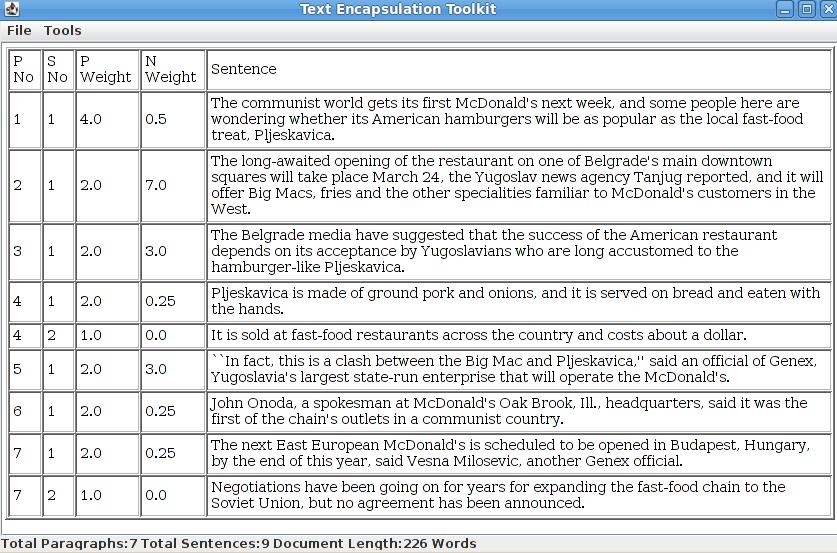 Text Encapsulation Toolkit
File Tools
P No S No P Weight N Weight Sentence
1 1 4.0 0.5 The communist world gets its first McDonald's next week, and some people here are
wondering whether its American hamburgers will be as popular as the local fast-food
treat, Pljeskavica.
2 1 2.0 7.0 The long-awaited opening of the restaurant on one of Belgrade's main downtown
squares will take place March 24, the Yugoslav news agency Tanjug reported, and it will
offer Big Macs, fries and the other specialities familiar to McDonald's customers in the
West.
3 1 2.0 3.0 The Belgrade media have suggested that the success of the American restaurant
depends on its acceptance by Yugoslavians who are long accustomed to the
hamburger-like Pljeskavica.
4 1 2.0 0.25 Pljeskavica is made of ground pork and onions, and it is served on bread and eaten with
the hands.
4 2 1.0 0.0 It is sold at fast-food restaurants across the country and costs about a dollar.
5 1 2.0 3.0 ``In fact, this is a clash between the Big Mac and Pljeskavica,'' said an official of Genex,
Yugoslavia's largest state-run enterprise that will operate the McDonald's.
6 1 2.0 0.25 John Onoda, a spokesman at McDonald's Oak Brook, Ill., headquarters, said it was the
first of the chain's outlets in a communist country.
7 1 2.0 0.25 The next East European McDonald's is scheduled to be opened in Budapest, Hungary,
by the end of this year, said Vesna Milosevic, another Genex official.
7 2 1.0 0.0 Negotiations have been going on for years for expanding the fast-food chain to the
Soviet Union, but no agreement has been announced.
Total Paragraphs:7 Total Sentences:9 Document Length:226 Words